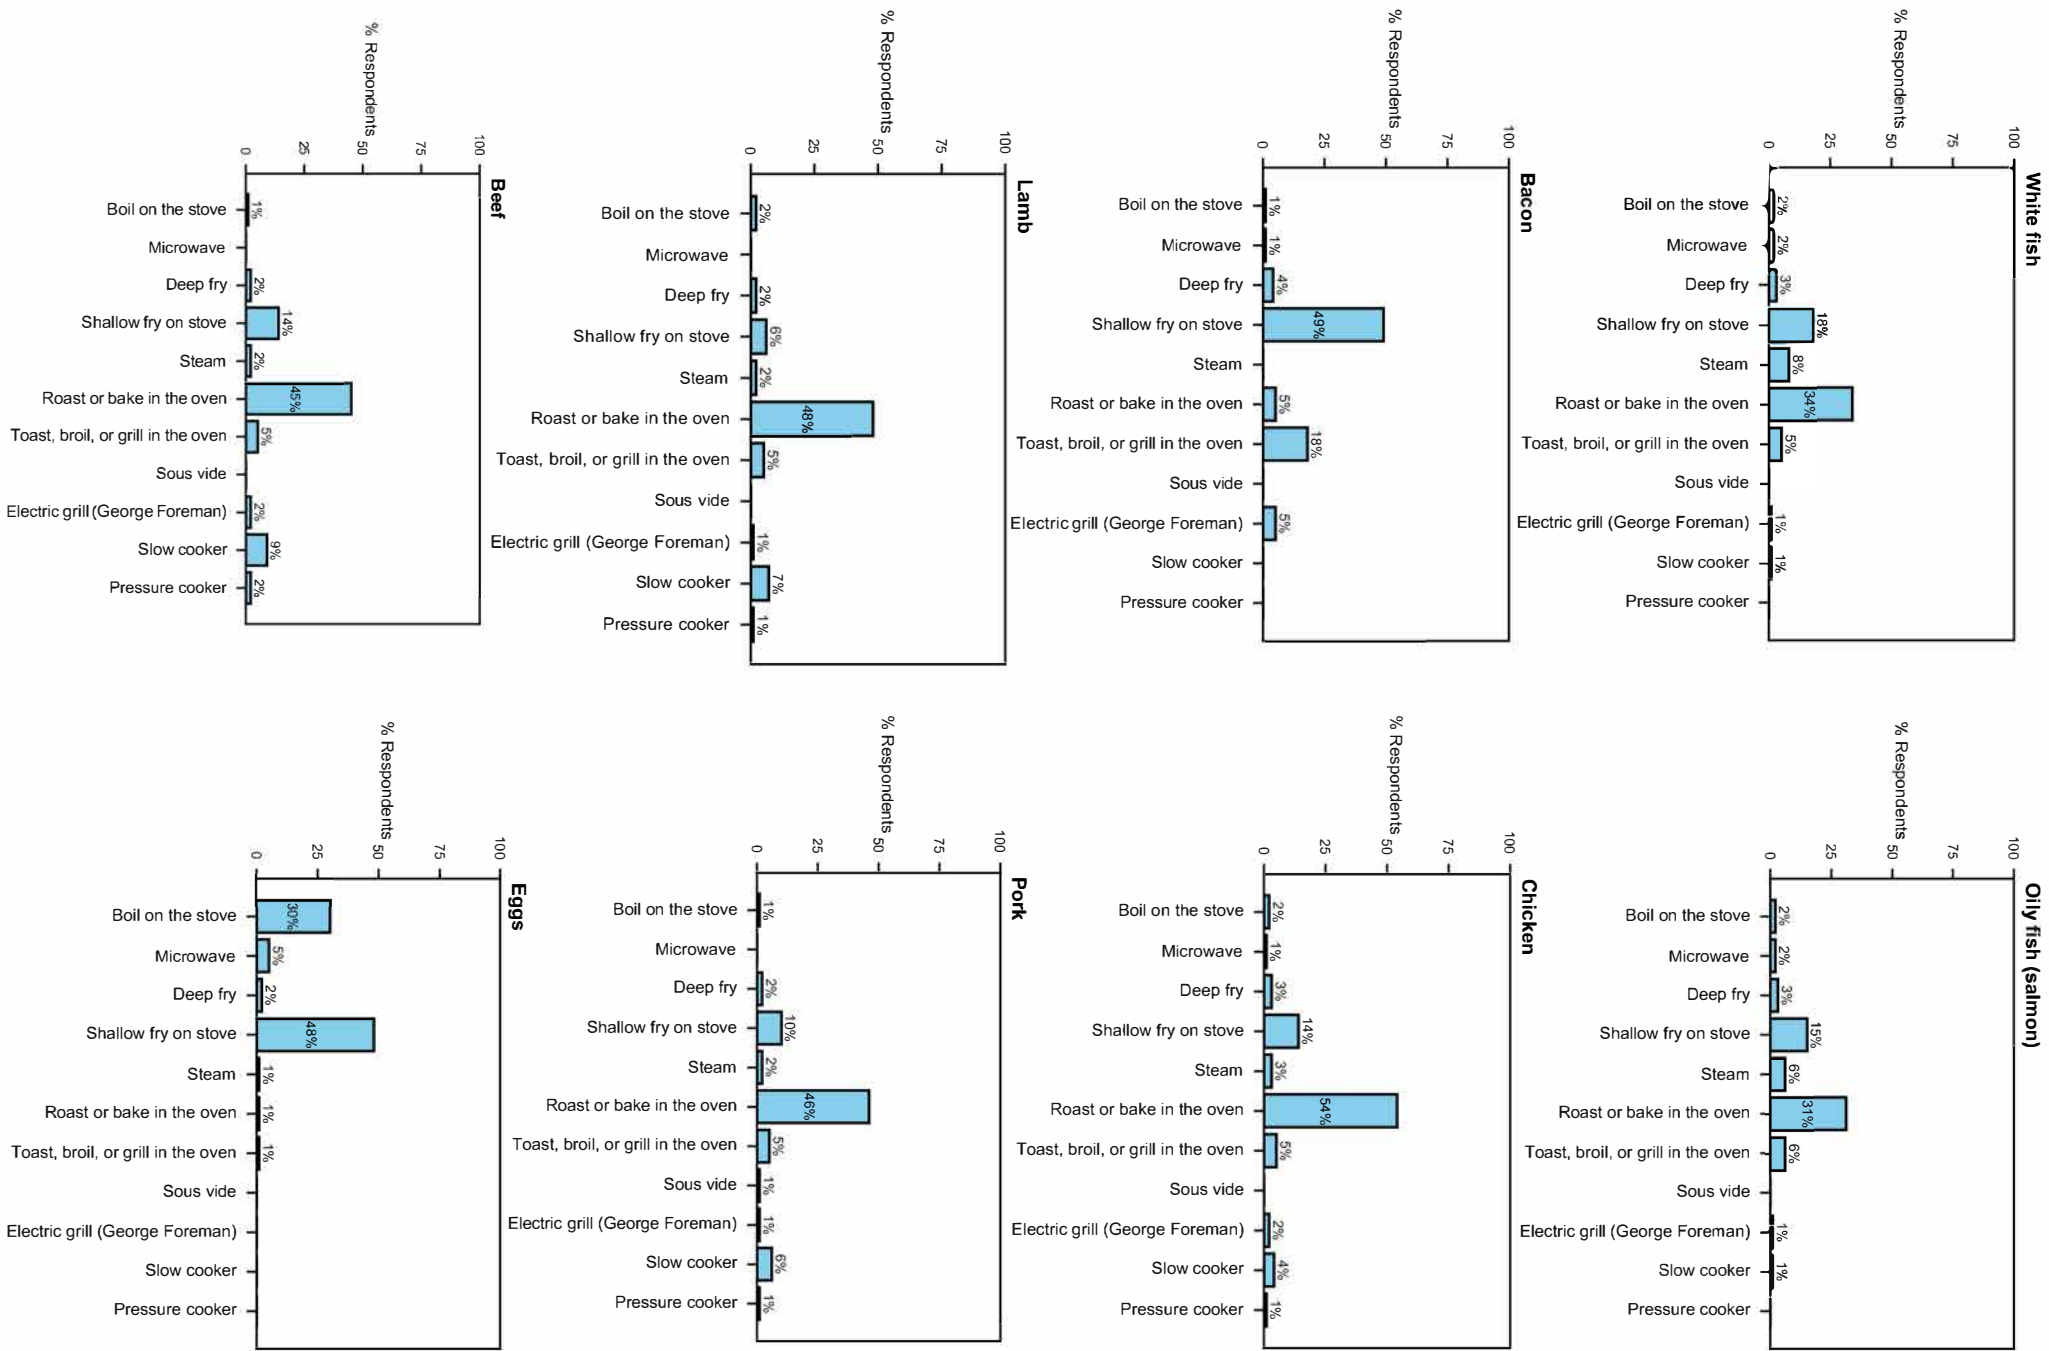 White fish
% Respondents
100
75
50
25
0
2%
2%
3%
18%
8%
34%
5%
1%
1%
Boil on the stove
Microwave
Deep fry
Shallow fry on stove
Steam
Roast or bake in the oven
Toast, broil, or grill in the oven
Sous vide
Electric grill (George Foreman)
Slow cooker
Pressure cooker
Oily fish (salmon)
% Respondents
100
75
50
25
0
2%
2%
3%
15%
6%
31%
6%
1%
1%
Boil on the stove
Microwave
Deep fry
Shallow fry on stove
Steam
Roast or bake in the oven
Toast, broil, or grill in the oven
Sous vide
Electric grill (George Foreman)
Slow cooker
Pressure cooker
Bacon
% Respondents
100
75
50
25
0
1%
1%
4%
49%
5%
18%
5%
Boil on the stove
Microwave
Deep fry
Shallow fry on stove
Steam
Roast or bake in the oven
Toast, broil, or grill in the oven
Sous vide
Electric grill (George Foreman)
Slow cooker
Pressure cooker
Chicken
% Respondents
100
75
50
25
0
2%
1%
3%
14%
3%
54%
5%
2%
4%
1%
Boil on the stove
Microwave
Deep fry
Shallow fry on stove
Steam
Roast or bake in the oven
Toast, broil, or grill in the oven
Sous vide
Electric grill (George Foreman)
Slow cooker
Pressure cooker
Lamb
% Respondents
100
75
50
25
0
2%
2%
6%
2%
48%
5%
1%
7%
1%
Boil on the stove
Microwave
Deep fry
Shallow fry on stove
Steam
Roast or bake in the oven
Toast, broil, or grill in the oven
Sous vide
Electric grill (George Foreman)
Slow cooker
Pressure cooker
Pork
% Respondents
100
75
50
25
0
1%
2%
10%
2%
46%
5%
1%
1%
6%
1%
Boil on the stove
Microwave
Deep fry
Shallow fry on stove
Steam
Roast or bake in the oven
Toast, broil, or grill in the oven
Sous vide
Electric grill (George Foreman)
Slow cooker
Pressure cooker
Beef
% Respondents
100
75
50
25
0
1%
2%
14%
2%
45%
5%
2%
9%
2%
Boil on the stove
Microwave
Deep fry
Shallow fry on stove
Steam
Roast or bake in the oven
Toast, broil, or grill in the oven
Sous vide
Electric grill (George Foreman)
Slow cooker
Pressure cooker
Eggs
% Respondents
100
75
50
25
0
30%
5%
2%
48%
1%
1%
1%
Boil on the stove
Microwave
Deep fry
Shallow fry on stove
Steam
Roast or bake in the oven
Toast, broil, or grill in the oven
Sous vide
Electric grill (George Foreman)
Slow cooker
Pressure cooker